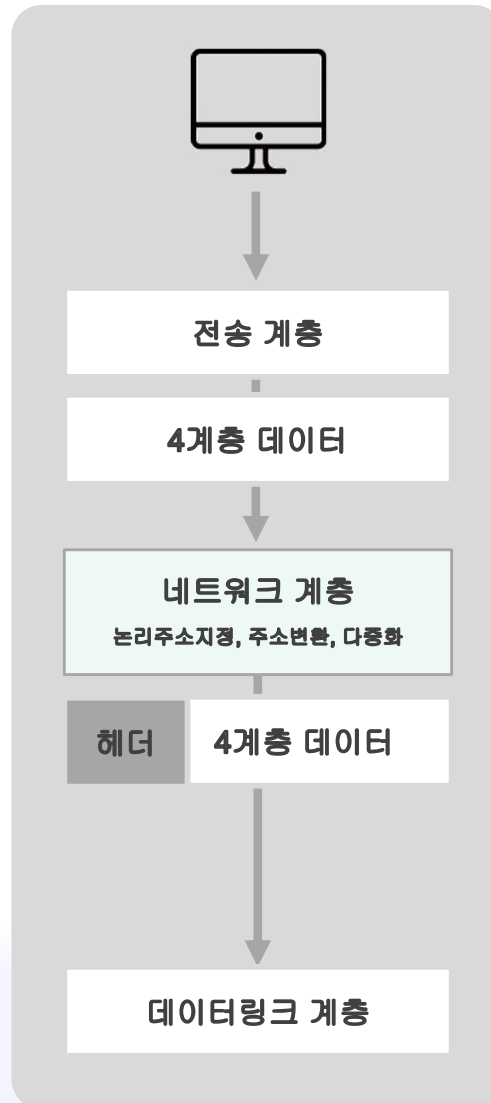 전송 계층
4계층 데이터
네트워크 계층
논리주소지정, 주소변환, 다중화
헤더 4계층 데이터
데이터링크 계층